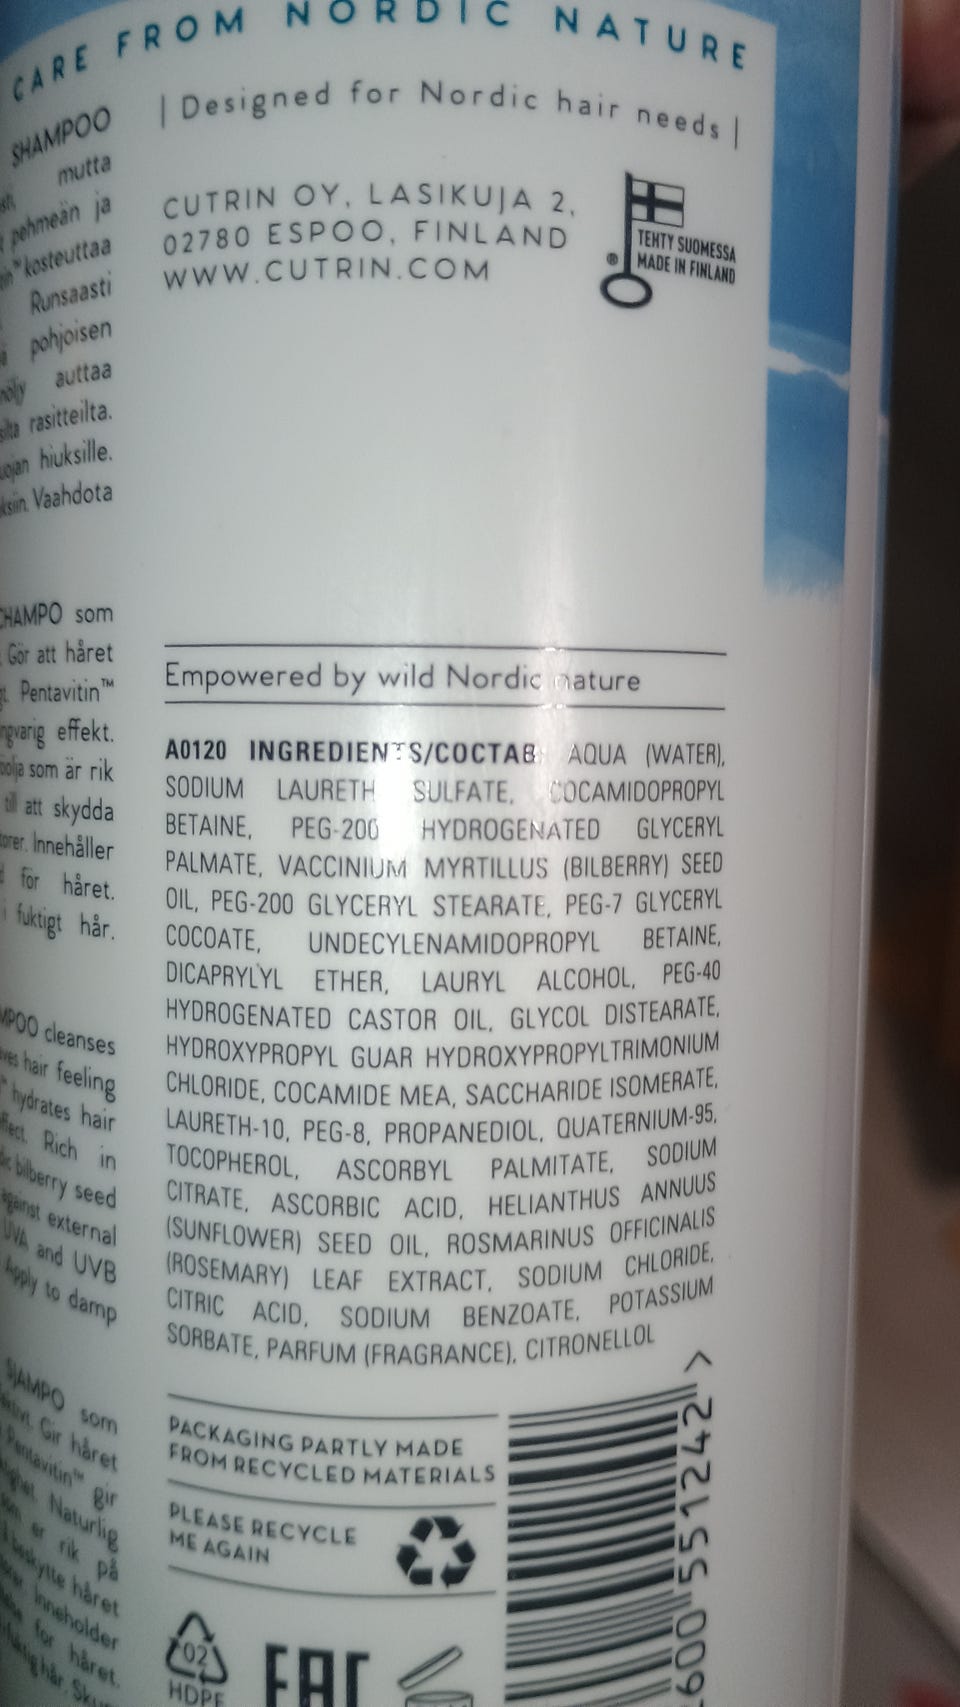 CARE FROM NORDIC NATURE
| Designed for Nordic hair needs |
CUTRIN OY, LASIKUJA 2,
02780 ESPOO, FINLAND
WWW.CUTRIN.COM
TEHTY SUOMESSA
® MADE IN FINLAND
SHAMPOO
mutta
pehmeän ja
kosteuttaa
Runsaasti
pohjoisen
auttaa
rasitteilta.
hiuksille.
Vaahdota
som
Gör att håret
Pentavitin™
effekt.
som är rik
till att skydda
Innehåller
för håret.
i fuktigt hår.
cleanses
hair feeling
hydrates hair
Rich in
bilberry seed
against external
UVA and UVB
Apply to damp
SJAMPO som
Gir håret
Pentavitin™ gir
Naturlig
er rik på
beskytte håret
Inneholder
for håret.
Empowered by wild Nordic nature
A0120 INGREDIENTS/COCTAB AQUA (WATER),
SODIUM LAURETH SULFATE, COCAMIDOPROPYL
BETAINE, PEG-200 HYDROGENATED GLYCERYL
PALMATE, VACCINIUM MYRTILLUS (BILBERRY) SEED
OIL, PEG-200 GLYCERYL STEARATE, PEG-7 GLYCERYL
COCOATE, UNDECYLENAMIDOPROPYL BETAINE,
DICAPRYLYL ETHER, LAURYL ALCOHOL, PEG-40
HYDROGENATED CASTOR OIL, GLYCOL DISTEARATE,
HYDROXYPROPYL GUAR HYDROXYPROPYLTRIMONIUM
CHLORIDE, COCAMIDE MEA, SACCHARIDE ISOMERATE,
LAURETH-10, PEG-8, PROPANEDIOL, QUATERNIUM-95,
TOCOPHEROL, ASCORBYL PALMITATE, SODIUM
CITRATE, ASCORBIC ACID, HELIANTHUS ANNUUS
(SUNFLOWER) SEED OIL, ROSMARINUS OFFICINALIS
(ROSEMARY) LEAF EXTRACT, SODIUM CHLORIDE,
CITRIC ACID, SODIUM BENZOATE, POTASSIUM
SORBATE, PARFUM (FRAGRANCE), CITRONELLOL
PACKAGING PARTLY MADE
FROM RECYCLED MATERIALS
PLEASE RECYCLE
ME AGAIN
02
HDPE
EAC
600 551242 >